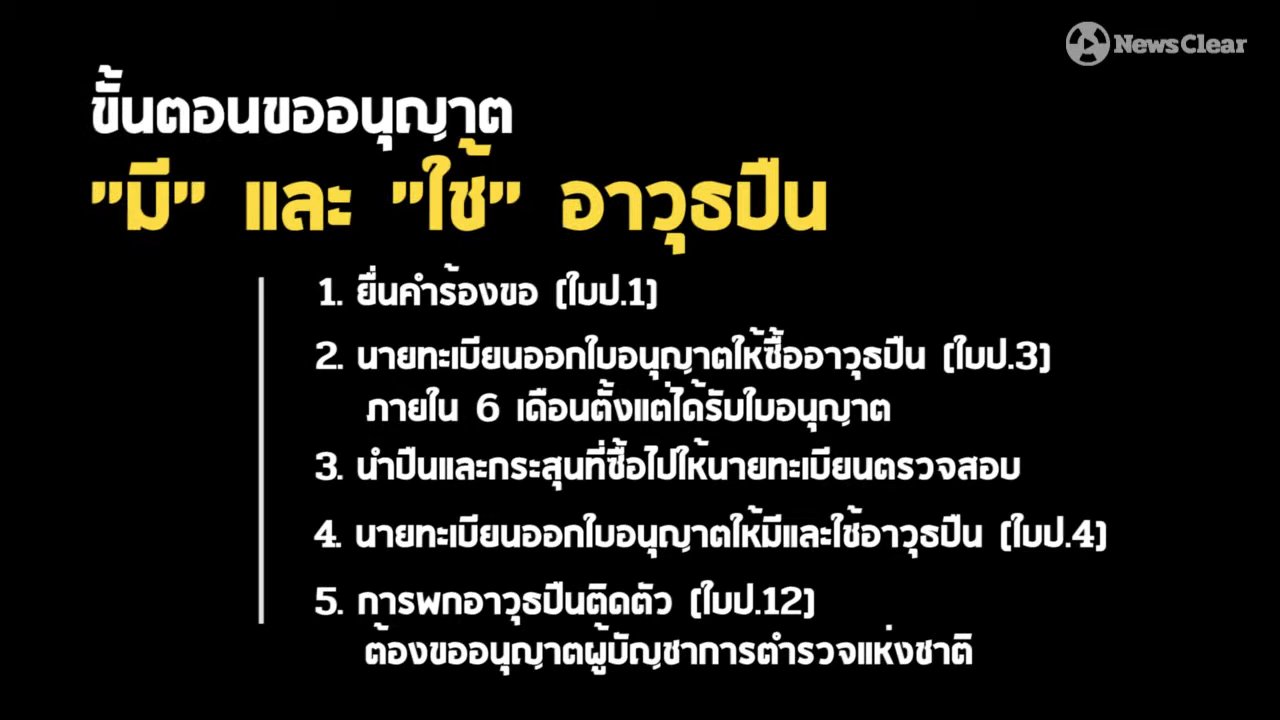 NewsClear
ขั้นตอนขออนุญาต
"มี" และ "ใช้" อาวุธปืน
1. ยื่นคำร้องขอ (ใบป.1)
2. นายทะเบียนออกใบอนุญาตให้ซื้ออาวุธปืน (ใบป.3)
ภายใน 6 เดือนตั้งแต่ได้รับใบอนุญาต
3. นำปืนและกระสุนที่ซื้อไปให้นายทะเบียนตรวจสอบ
4. นายทะเบียนออกใบอนุญาตให้มีและใช้อาวุธปืน (ใบป.4)
5. การพกอาวุธปืนติดตัว (ใบป.12)
ต้องขออนุญาตผู้บัญชาการตำรวจแห่งชาติ